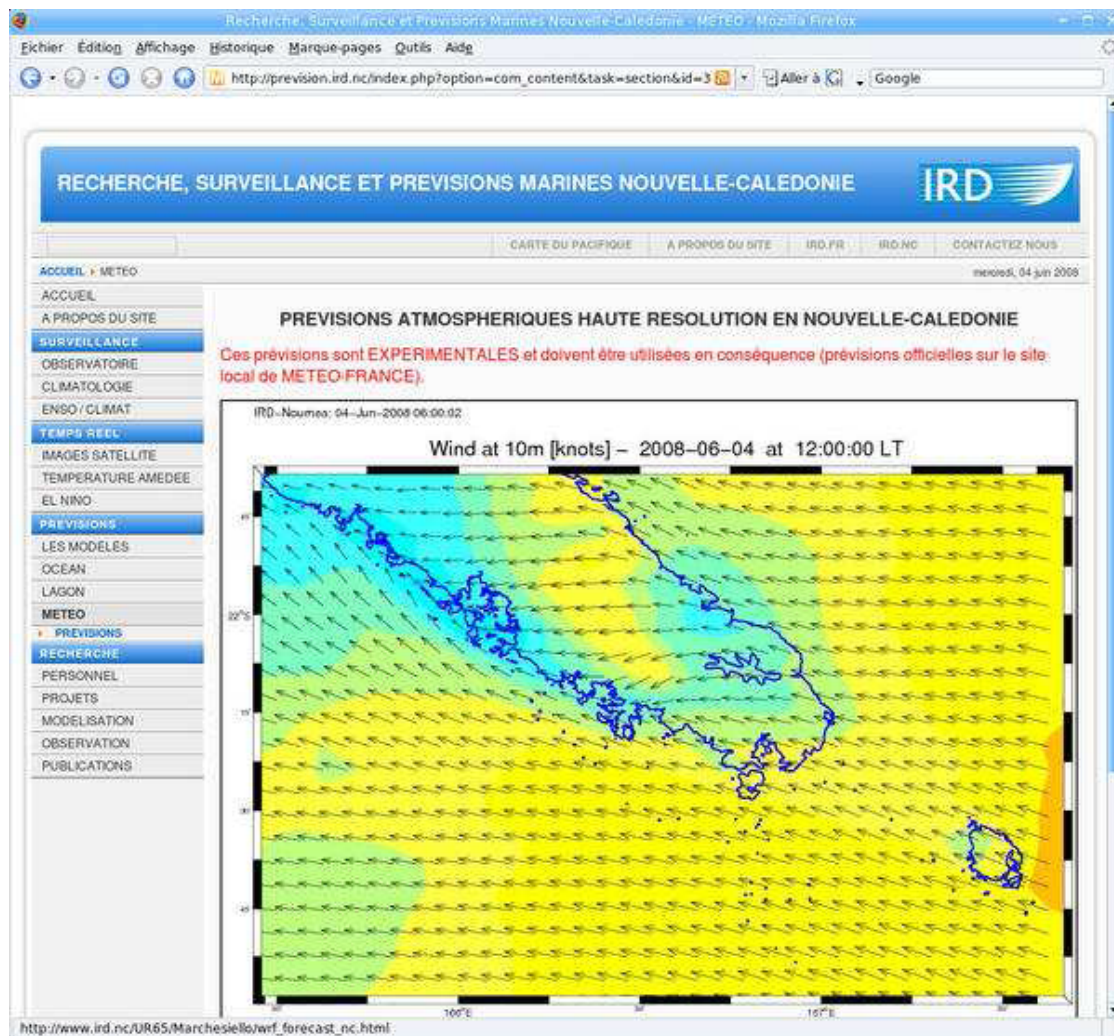 Recherche, Surveillance et Previsions Marines Nouvelle-Caledonie - METEO - Mozilla Firefox
Eichier Édition Affichage Historique Marque-pages Outils Aide
http://prevision.ird.nc/index.php?option=com_content&task=section&id=3 Aller à Google
RECHERCHE, SURVEILLANCE ET PREVISIONS MARINES NOUVELLE-CALEDONIE
IRD
CARTE DU PACIFIQUE A PROPOS DU SITE IRD.FR IRD.NC CONTACTEZ NOUS
ACCUEIL METEO
mercredi, 04 juin 2008
ACCUEIL
A PROPOS DU SITE
SURVEILLANCE
OBSERVATOIRE
CLIMATOLOGIE
ENSO / CLIMAT
TEMPS REEL
IMAGES SATELLITE
TEMPERATURE AMEDEE
EL NINO
PREVISIONS
LES MODELES
OCEAN
LAGON
METEO
PREVISIONS
RECHERCHE
PERSONNEL
PROJETS
MODELISATION
OBSERVATION
PUBLICATIONS
PREVISIONS ATMOSPHERIQUES HAUTE RESOLUTION EN NOUVELLE-CALEDONIE
Ces prévisions sont EXPERIMENTALES et doivent être utilisées en conséquence (prévisions officielles sur le site
local de METEO-FRANCE).
IRD-Noumea: 04-Jun-2008 06:00:02
Wind at 10m [knots] - 2008-06-04 at 12:00:00 LT
22°S
166°E
167°E
http://www.ird.nc/UR65/Marchesiello/wrf_forecast_nc.html